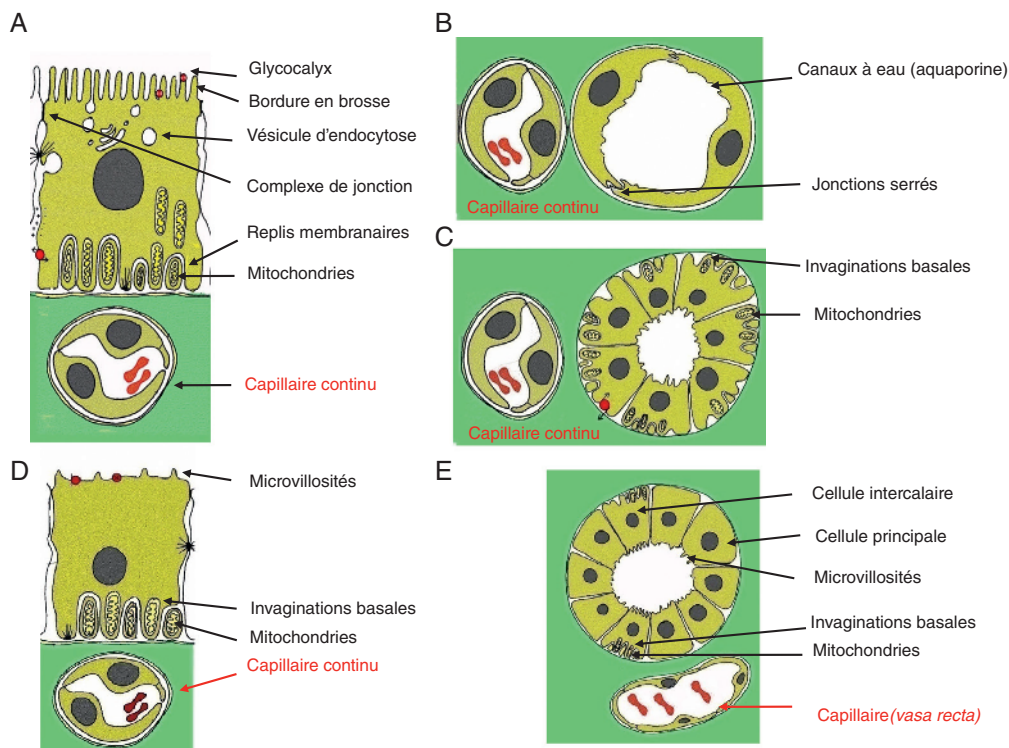 A
Glycocalyx
Bordure en brosse
Vésicule d'endocytose
Complexe de jonction
Replis membranaires
Mitochondries
Capillaire continu
B
Canaux à eau (aquaporine)
Jonctions serrés
Capillaire continu
C
Invaginations basales
Mitochondries
Capillaire continu
D
Microvillosités
Invaginations basales
Mitochondries
Capillaire continu
E
Cellule intercalaire
Cellule principale
Microvillosités
Invaginations basales
Mitochondries
Capillaire(vasa recta)